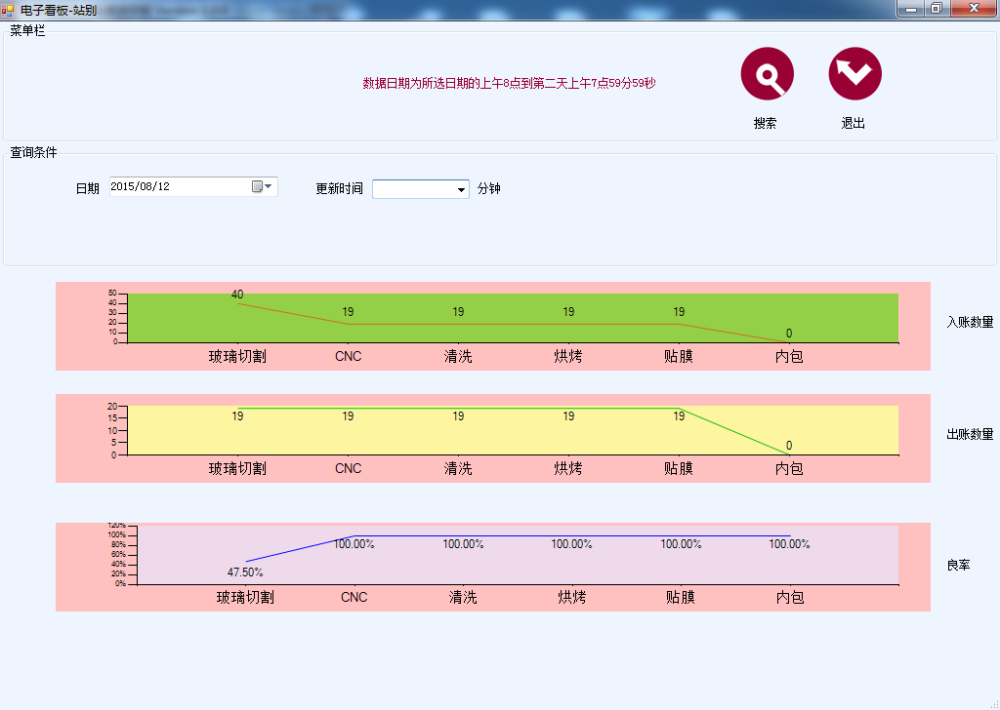 电子看板-站别
菜单栏
数据日期为所选日期的上午8点到第二天上午7点59分59秒
搜索
退出
查询条件
日期
2015/08/12
更新时间
分钟
50
40
30
20
10
0
40
19
19
19
19
0
玻璃切割
CNC
清洗
烘烤
贴膜
内包
入账数量
20
15
10
5
0
19
19
19
19
19
0
玻璃切割
CNC
清洗
烘烤
贴膜
内包
出账数量
120%
100%
80%
60%
40%
20%
0%
47.50%
100.00%
100.00%
100.00%
100.00%
100.00%
玻璃切割
CNC
清洗
烘烤
贴膜
内包
良率